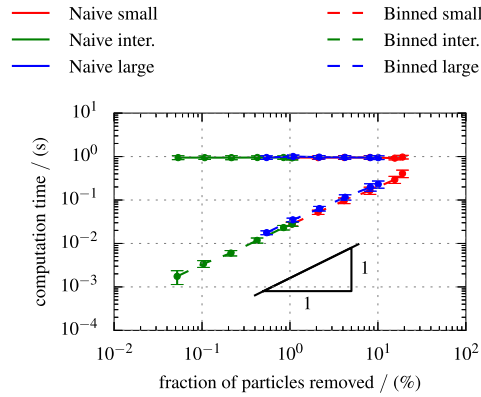 Naive small
Binned small
Naive inter.
Binned inter.
Naive large
Binned large
10^1
10^0
10^-1
10^-2
10^-3
10^-4
computation time / (s)
1
1
10^-2
10^-1
10^0
10^1
10^2
fraction of particles removed / (%)